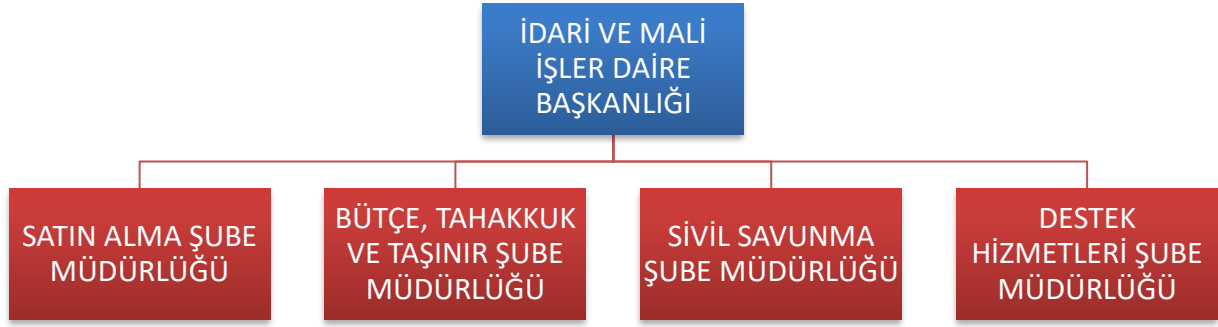 İDARİ VE MALİ
İŞLER DAİRE
BAŞKANLIĞI
SATIN ALMA ŞUBE
MÜDÜRLÜĞÜ
BÜTÇE, TAHAKKUK
VE TAŞINIR ŞUBE
MÜDÜRLÜĞÜ
SİVİL SAVUNMA
ŞUBE MÜDÜRLÜĞÜ
DESTEK
HİZMETLERİ ŞUBE
MÜDÜRLÜĞÜ